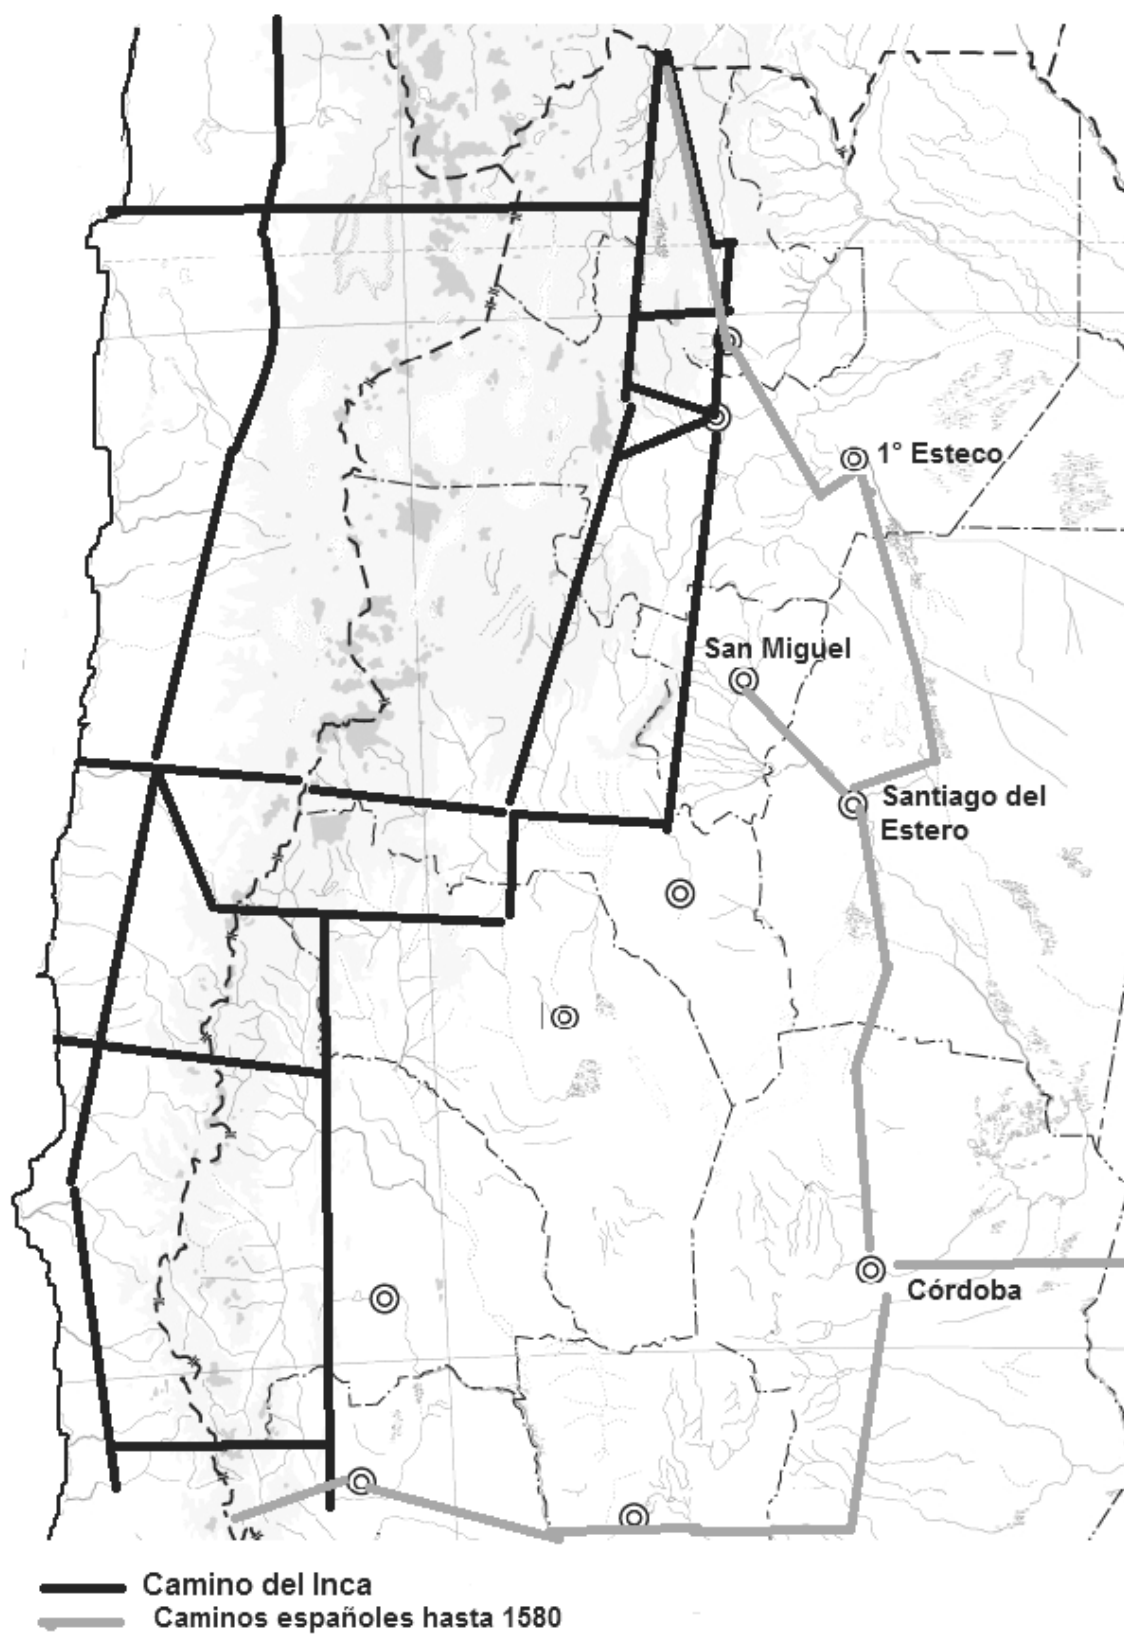 1° Esteco
San Miguel
Santiago del
Estero
Córdoba
Camino del Inca
Caminos españoles hasta 1580